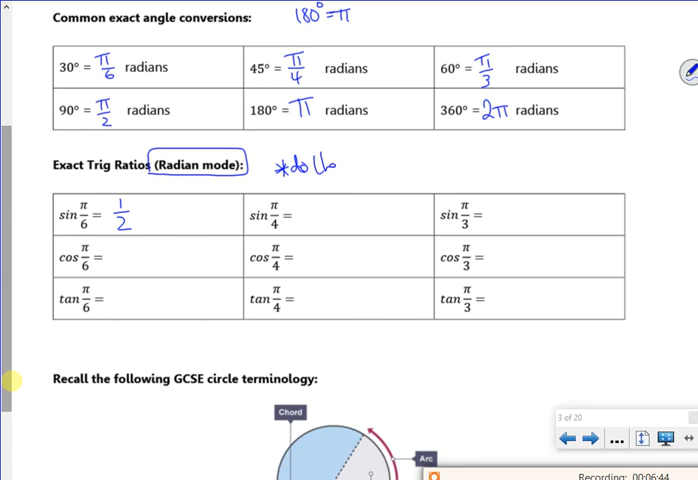 Common exact angle conversions: 180° = π
30° = π/6 radians 45° = π/4 radians 60° = π/3 radians
90° = π/2 radians 180° = π radians 360° = 2π radians
Exact Trig Ratios (Radian mode): *do
sin π/6 = 1/2 sin π/4 = sin π/3 =
cos π/6 = cos π/4 = cos π/3 =
tan π/6 = tan π/4 = tan π/3 =
Recall the following GCSE circle terminology:
Chord
3 of 20
Arc
Recording: 00:06:44